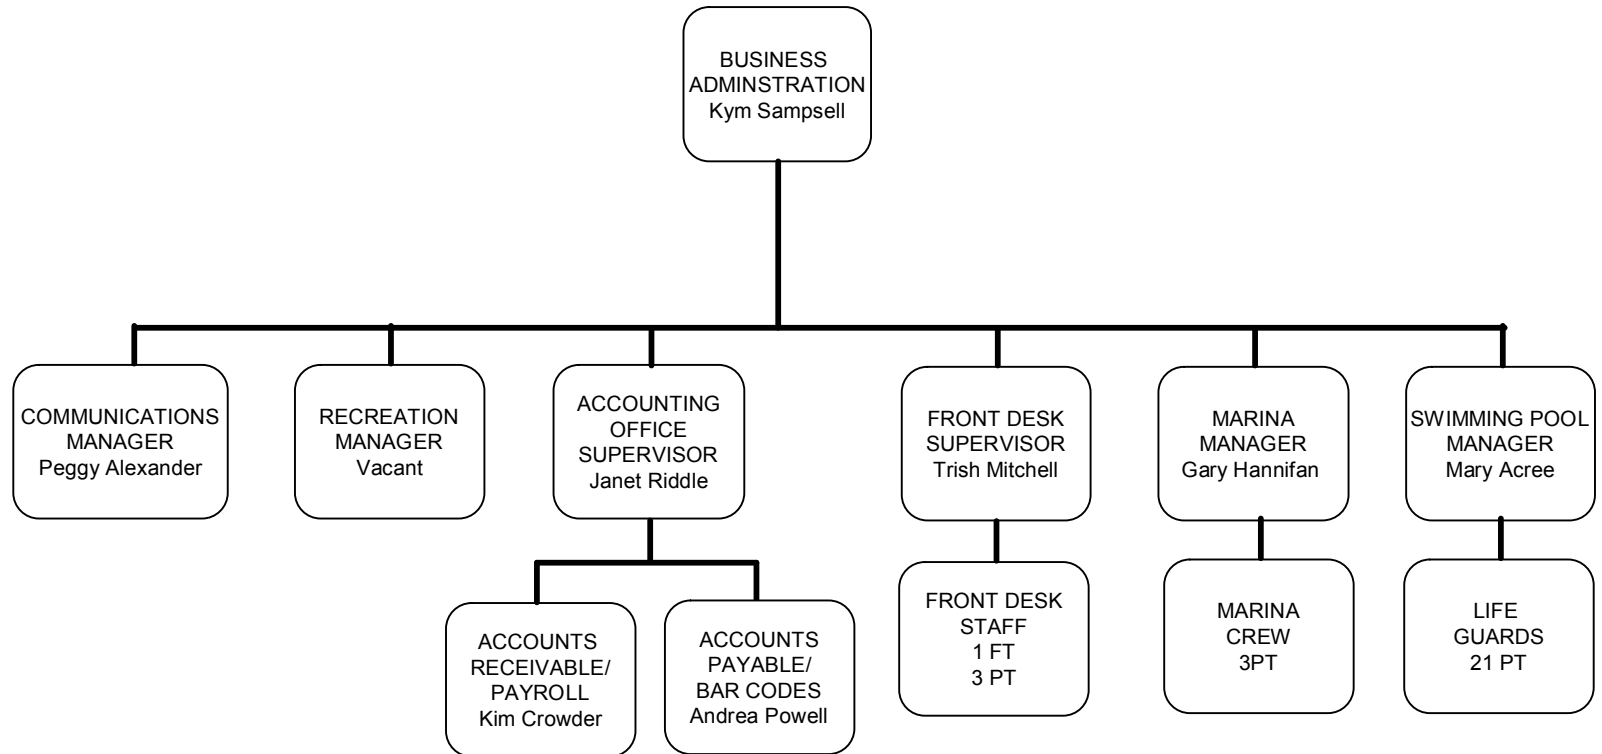 BUSINESS
ADMINSTRATION
Kym Sampsell
COMMUNICATIONS
MANAGER
Peggy Alexander
RECREATION
MANAGER
Vacant
ACCOUNTING
OFFICE
SUPERVISOR
Janet Riddle
FRONT DESK
SUPERVISOR
Trish Mitchell
MARINA
MANAGER
Gary Hannifan
SWIMMING POOL
MANAGER
Mary Acree
ACCOUNTS
RECEIVABLE/
PAYROLL
Kim Crowder
ACCOUNTS
PAYABLE/
BAR CODES
Andrea Powell
FRONT DESK
STAFF
1 FT
3 PT
MARINA
CREW
3PT
LIFE
GUARDS
21 PT